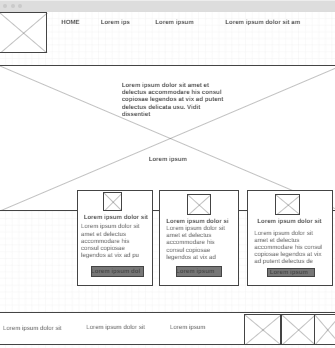 HOME Lorem ips Lorem ipsum Lorem ipsum dolor sit am
Lorem ipsum dolor sit amet et
delectus accommodare his consul
copiosae legendos at vix ad putent
delectus delicata usu. Vidit
dissentiet
Lorem ipsum
Lorem ipsum dolor sit
Lorem ipsum dolor sit
amet et delectus
accommodare his
consul copiosae
legendos at vix ad pu
Lorem ipsum dol
Lorem ipsum dolor si
Lorem ipsum dolor sit
amet et delectus
accommodare his
consul copiosae
legendos at vix ad
Lorem ipsum
Lorem ipsum dolor sit
Lorem ipsum dolor sit
amet et delectus
accommodare his consul
copiosae legendos at vix
ad putent delectus de
Lorem ipsum
Lorem ipsum dolor sit Lorem ipsum dolor sit Lorem ipsum